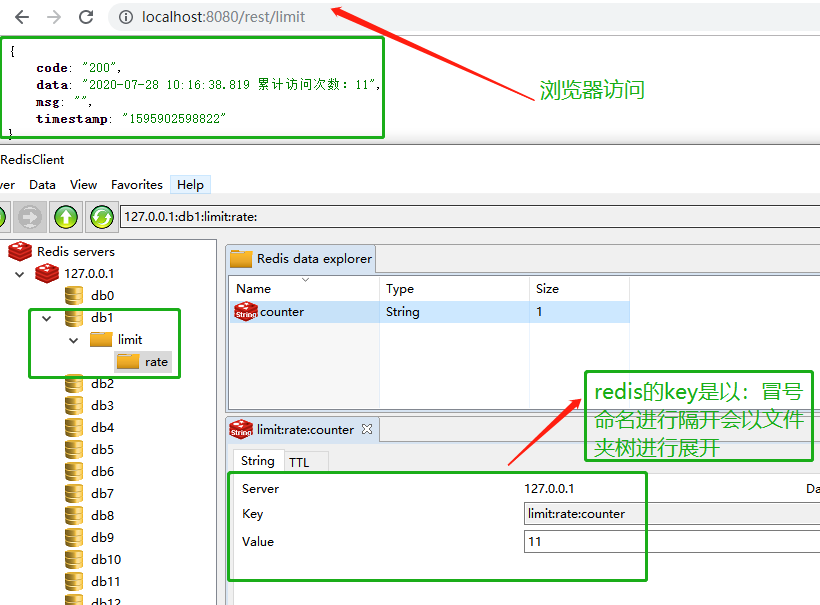 localhost:8080/rest/limit
{
code: "200",
data: "2020-07-28 10:16:38.819 累计访问次数：11",
msg: "",
timestamp: "1595902598822"
}
浏览器访问
RedisClient
ver Data View Favorites Help
127.0.0.1:db1:limit:rate:
Redis servers
127.0.0.1
db0
db1
limit
rate
db2
db3
db4
db5
db6
db7
db8
db9
db10
db11
db12
Redis data explorer
Name Type Size
String counter String 1
redis的key是以：冒号
命名进行隔开会以文件
夹树进行展开
String limit:rate:counter
String TTL
Server 127.0.0.1 Da
Key limit:rate:counter
Value 11